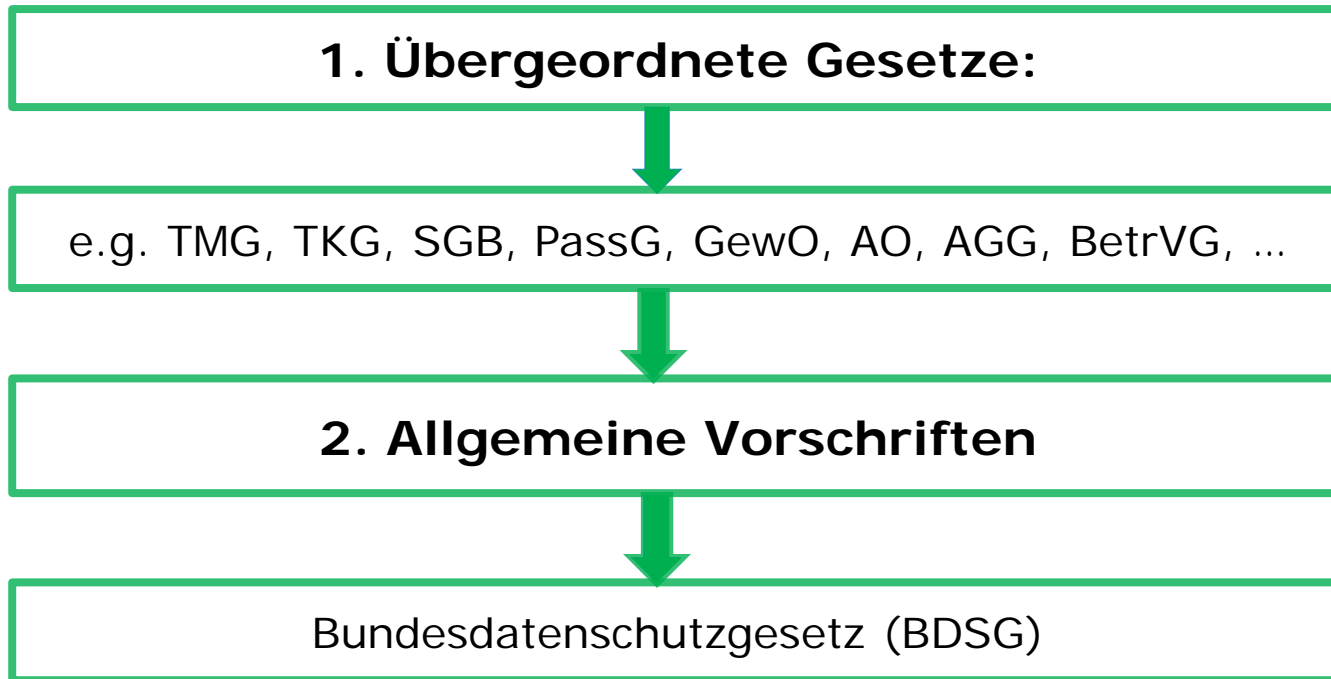 1. Übergeordnete Gesetze:
e.g. TMG, TKG, SGB, PassG, GewO, AO, AGG, BetrVG, ...
2. Allgemeine Vorschriften
Bundesdatenschutzgesetz (BDSG)